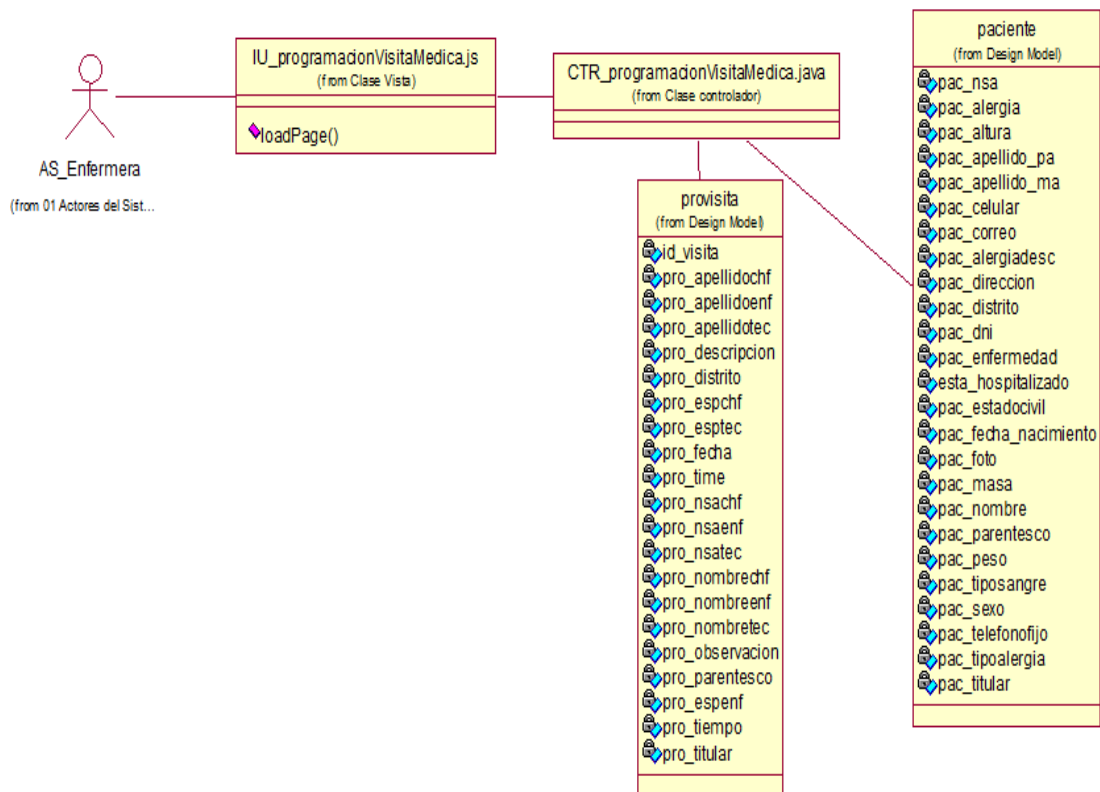 AS_Enfermera
(from 01 Actores del Sist...
IU_programacionVisitaMedica.js
(from Clase Vista)
loadPage()
CTR_programacionVisitaMedica.java
(from Clase controlador)
provisita
(from Design Model)
id_visita
pro_apellidochf
pro_apellidoenf
pro_apellidotec
pro_descripcion
pro_distrito
pro_espchf
pro_esptec
pro_fecha
pro_time
pro_nsachf
pro_nsaenf
pro_nsatec
pro_nombrechf
pro_nombreenf
pro_nombretec
pro_observacion
pro_parentesco
pro_espenf
pro_tiempo
pro_titular
paciente
(from Design Model)
pac_nsa
pac_alergia
pac_altura
pac_apellido_pa
pac_apellido_ma
pac_celular
pac_correo
pac_alergiadesc
pac_direccion
pac_distrito
pac_dni
pac_enfermedad
esta_hospitalizado
pac_estadocivil
pac_fecha_nacimiento
pac_foto
pac_masa
pac_nombre
pac_parentesco
pac_peso
pac_tiposangre
pac_sexo
pac_telefonofijo
pac_tipoalergia
pac_titular